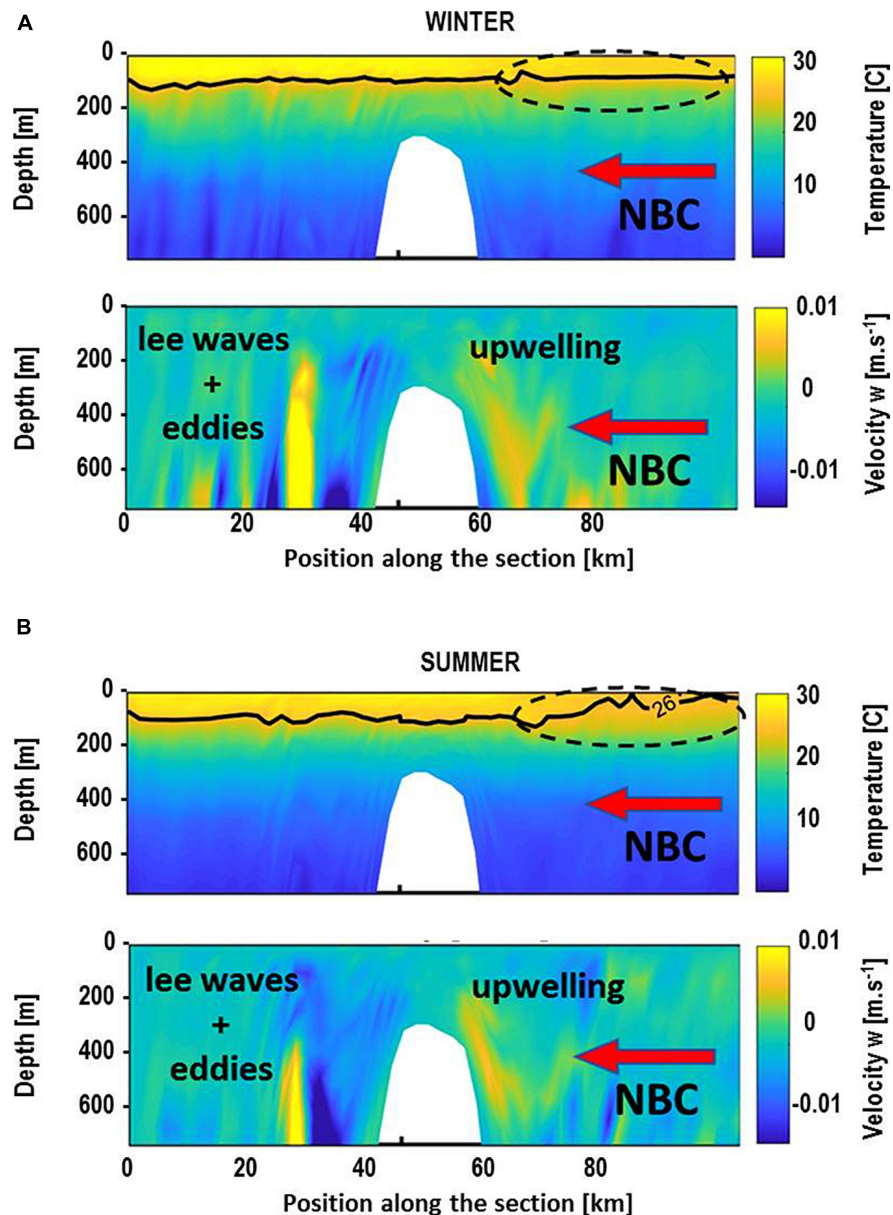 A
WINTER
0
200
400
600
Depth [m]
NBC
30
20
10
Temperature [C]
0
200
400
600
Depth [m]
lee waves
+
eddies
upwelling
NBC
0.01
0
-0.01
Velocity w [m.s-1]
0 20 40 60 80
Position along the section [km]
B
SUMMER
0
200
400
600
Depth [m]
26
NBC
30
20
10
Temperature [C]
0
200
400
600
Depth [m]
lee waves
+
eddies
upwelling
NBC
0.01
0
-0.01
Velocity w [m.s-1]
0 20 40 60 80
Position along the section [km]